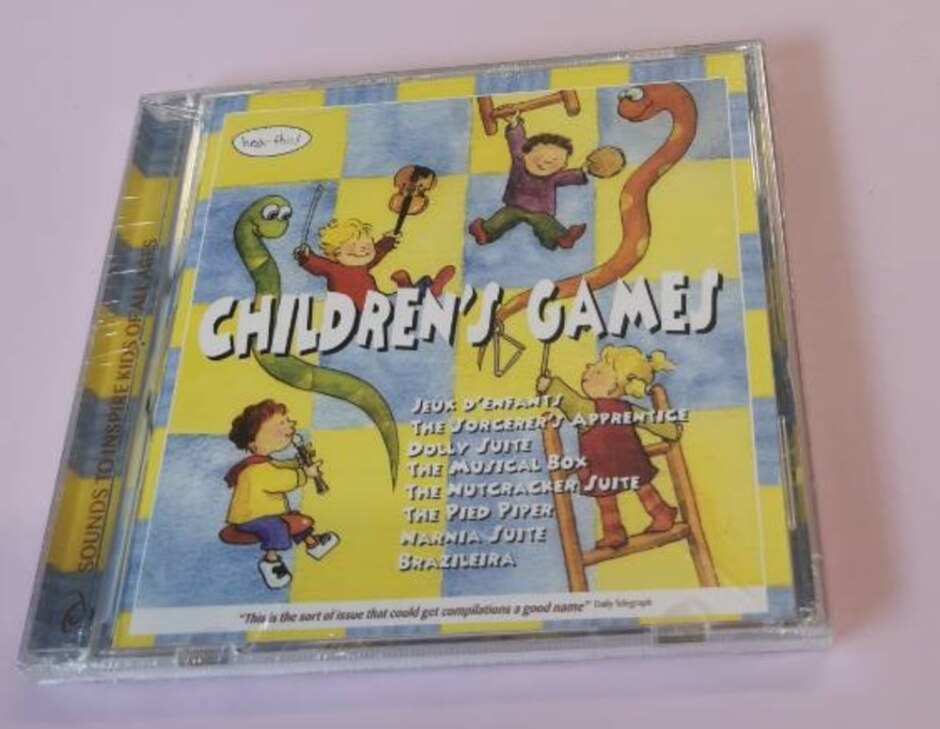 hear this!
CHILDREN'S GAMES
JEUX D'ENFANTS
THE SORCERER'S APPRENTICE
DOLLY SUITE
THE MUSICAL BOX
THE NUTCRACKER SUITE
THE PIED PIPER
NARNIA SUITE
BRAZILEIRA
"This is the sort of issue that could get compilations a good name" Daily Telegraph
SOUNDS TO INSPIRE KIDS OF ALL AGES